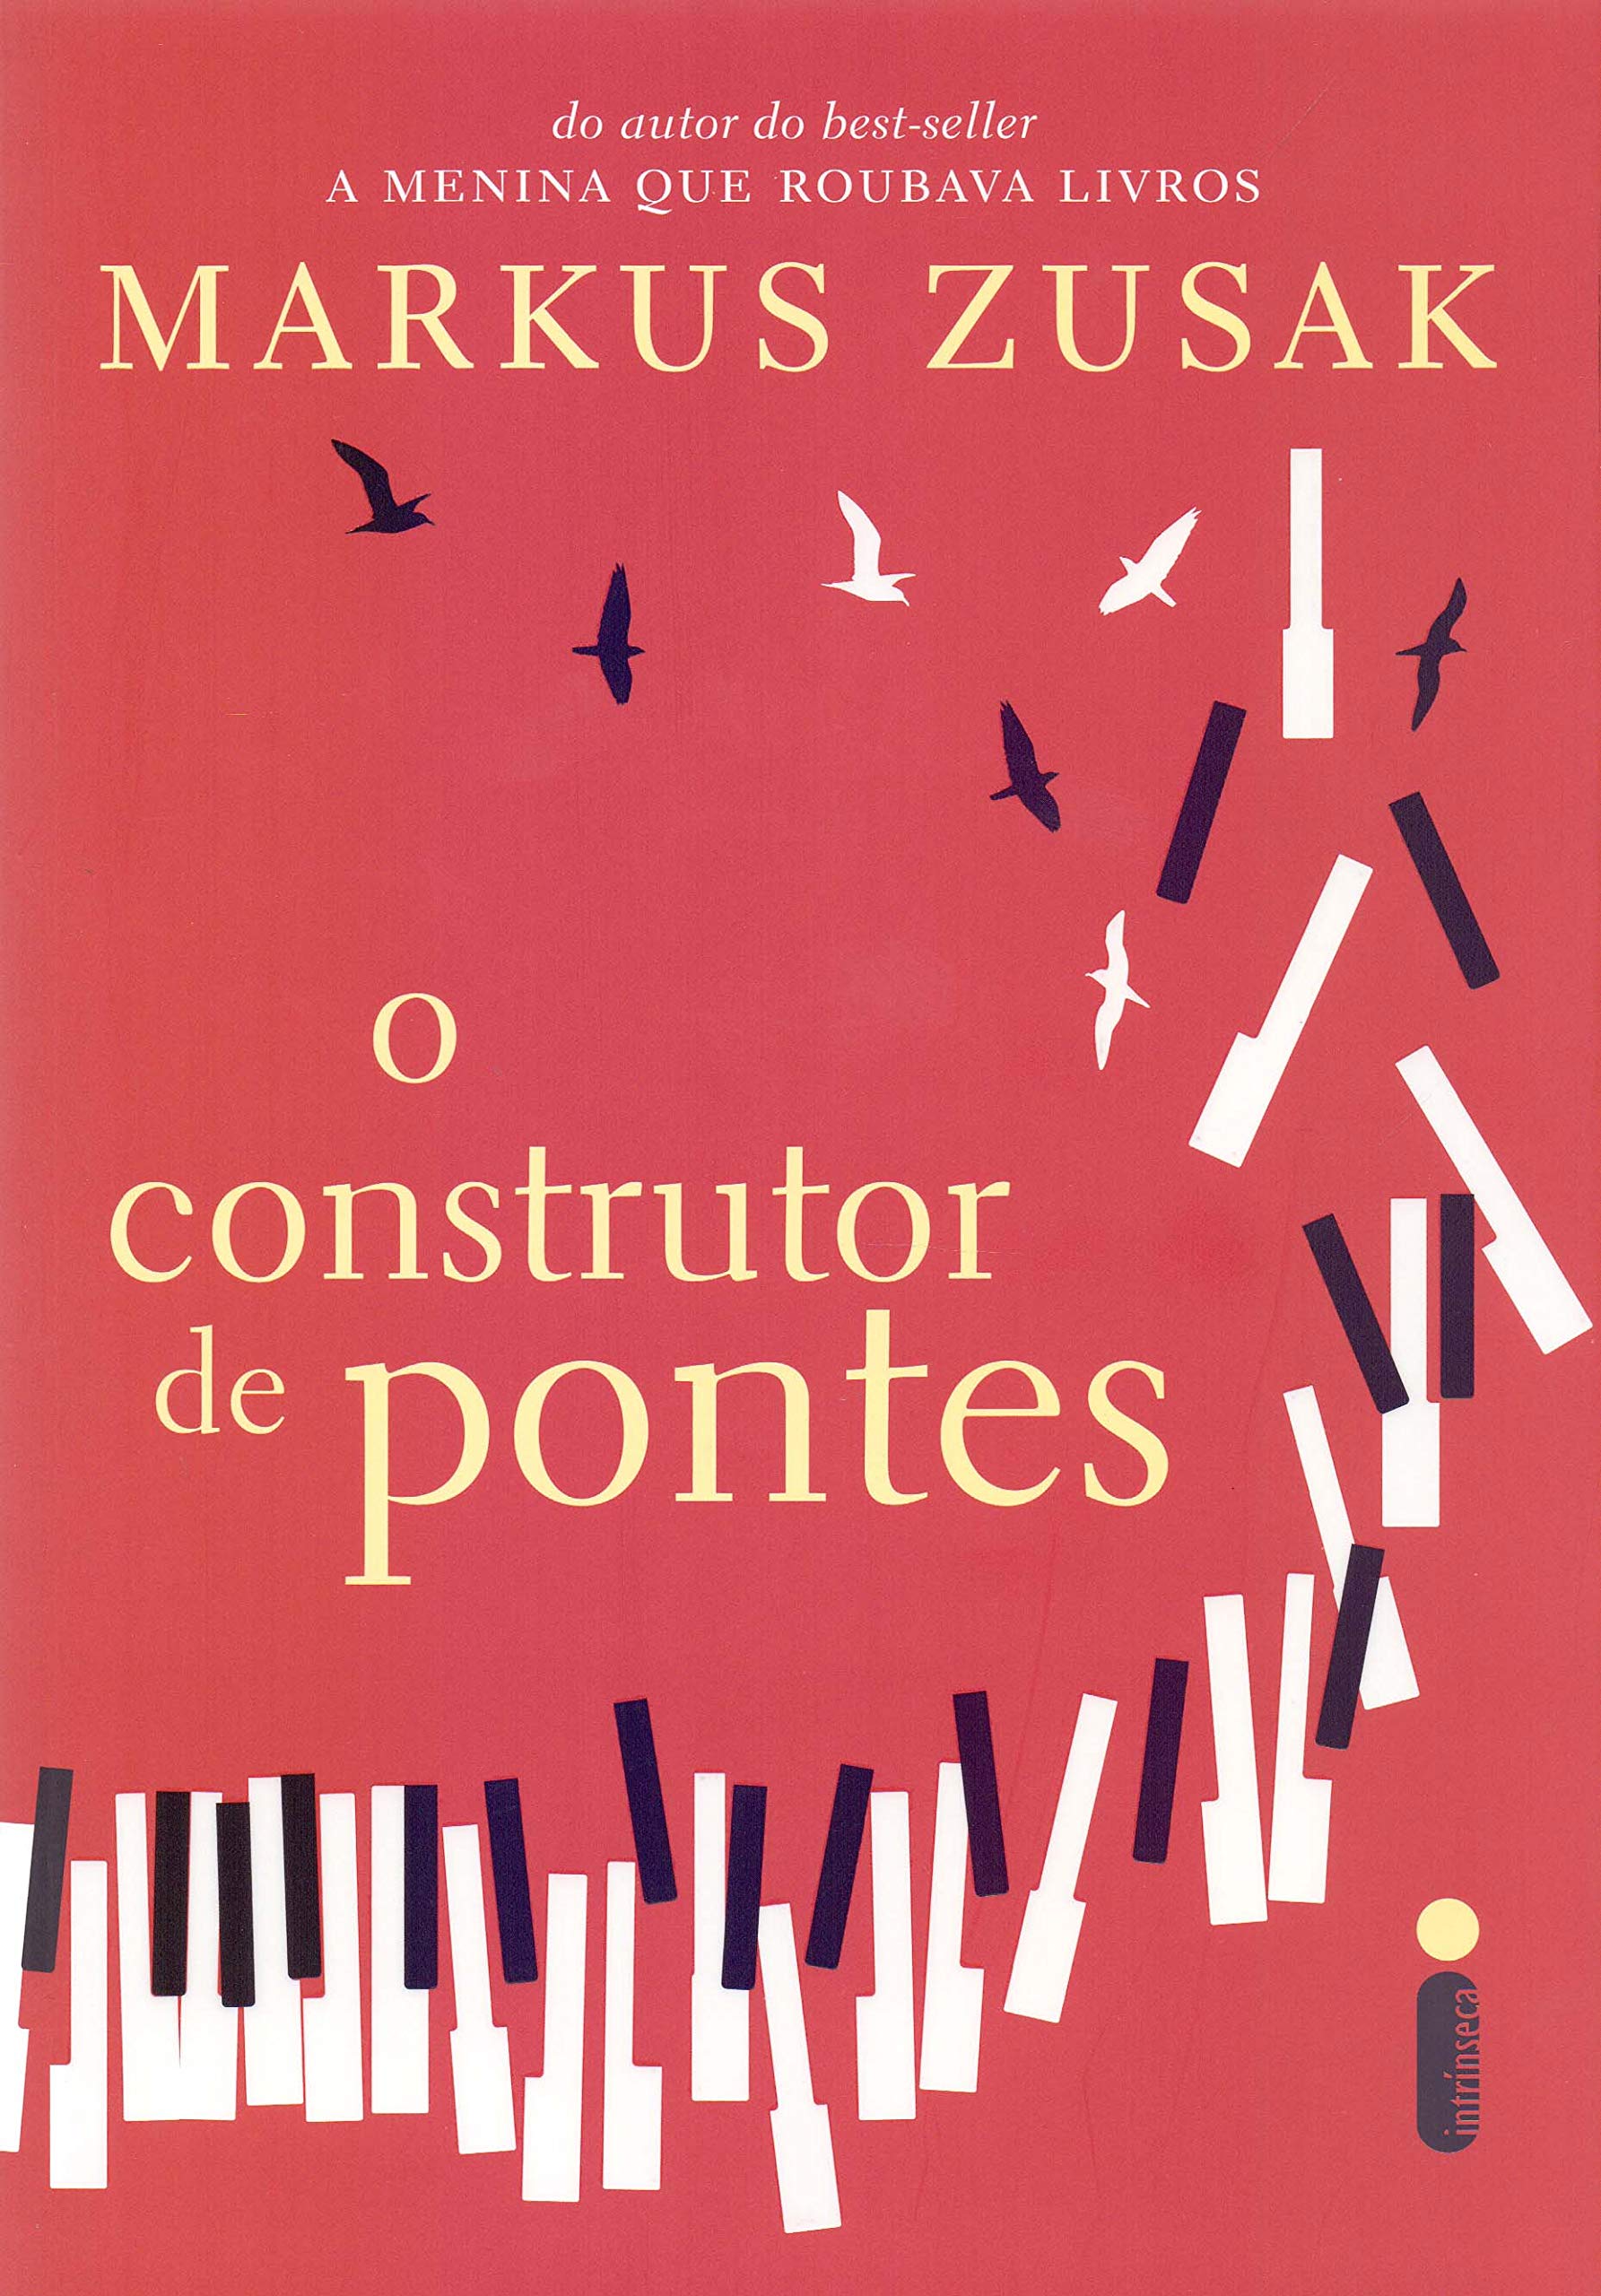 do autor do best-seller
A MENINA QUE ROUBAVA LIVROS
MARKUS ZUSAK
o
construtor
de pontes
intrínseca